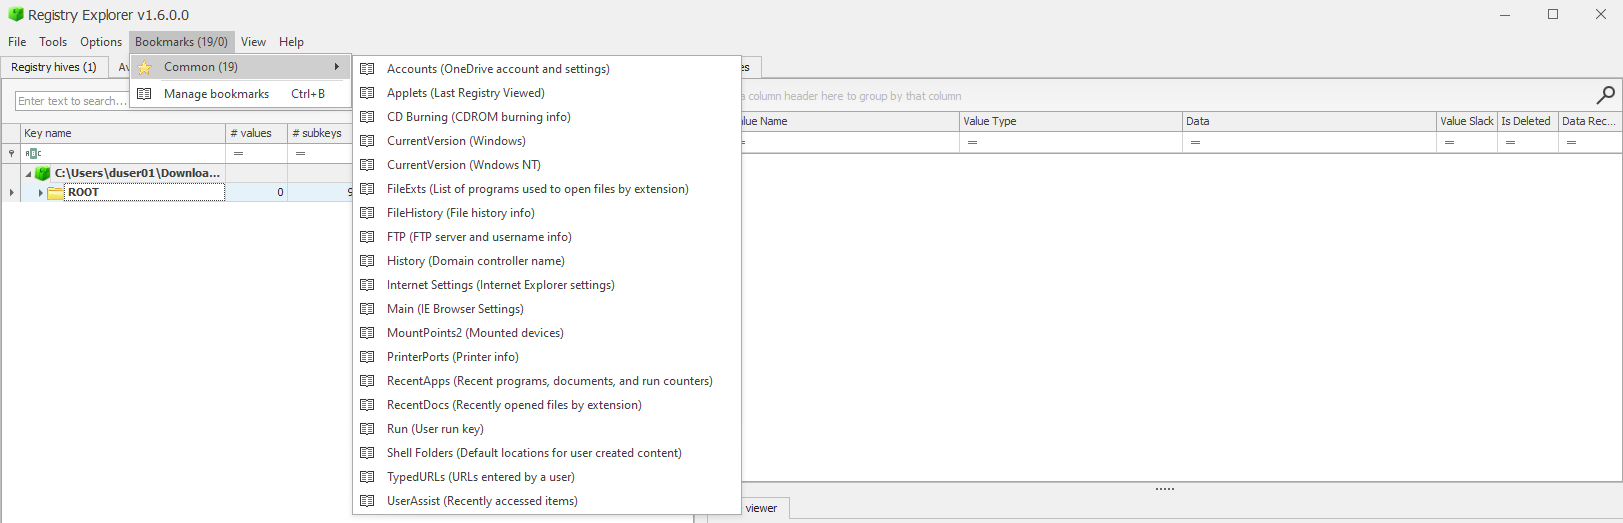 Registry Explorer v1.6.0.0
File Tools Options Bookmarks (19/0) View Help
Registry hives (1)
Common (19)
Manage bookmarks Ctrl+B
Enter text to search...
Key name # values # subkeys
= =
C:\Users\duser01\Downloa...
ROOT 0 9
Accounts (OneDrive account and settings)
Applets (Last Registry Viewed)
CD Burning (CDROM burning info)
CurrentVersion (Windows)
CurrentVersion (Wndows NT)
FileExts (List of programs used to open files by extension)
FileHistory (File history info)
FTP (FTP server and username info)
History (Domain controller name)
Internet Settings (Internet Explorer settings)
Main (IE Browser Settings)
MountPoints2 (Mounted devices)
PrinterPorts (Printer info)
RecentApps (Recent programs, documents, and run counters)
RecentDocs (Recently opened files by extension)
Run (User run key)
Shell Folders (Default locations for user created content)
TypedURLs (URLs entered by a user)
UserAssist (Recently accessed items)
a column header here to group by that column
Name Value Type Data Value Slack Is Deleted Data Rec...
= = = = = =
viewer